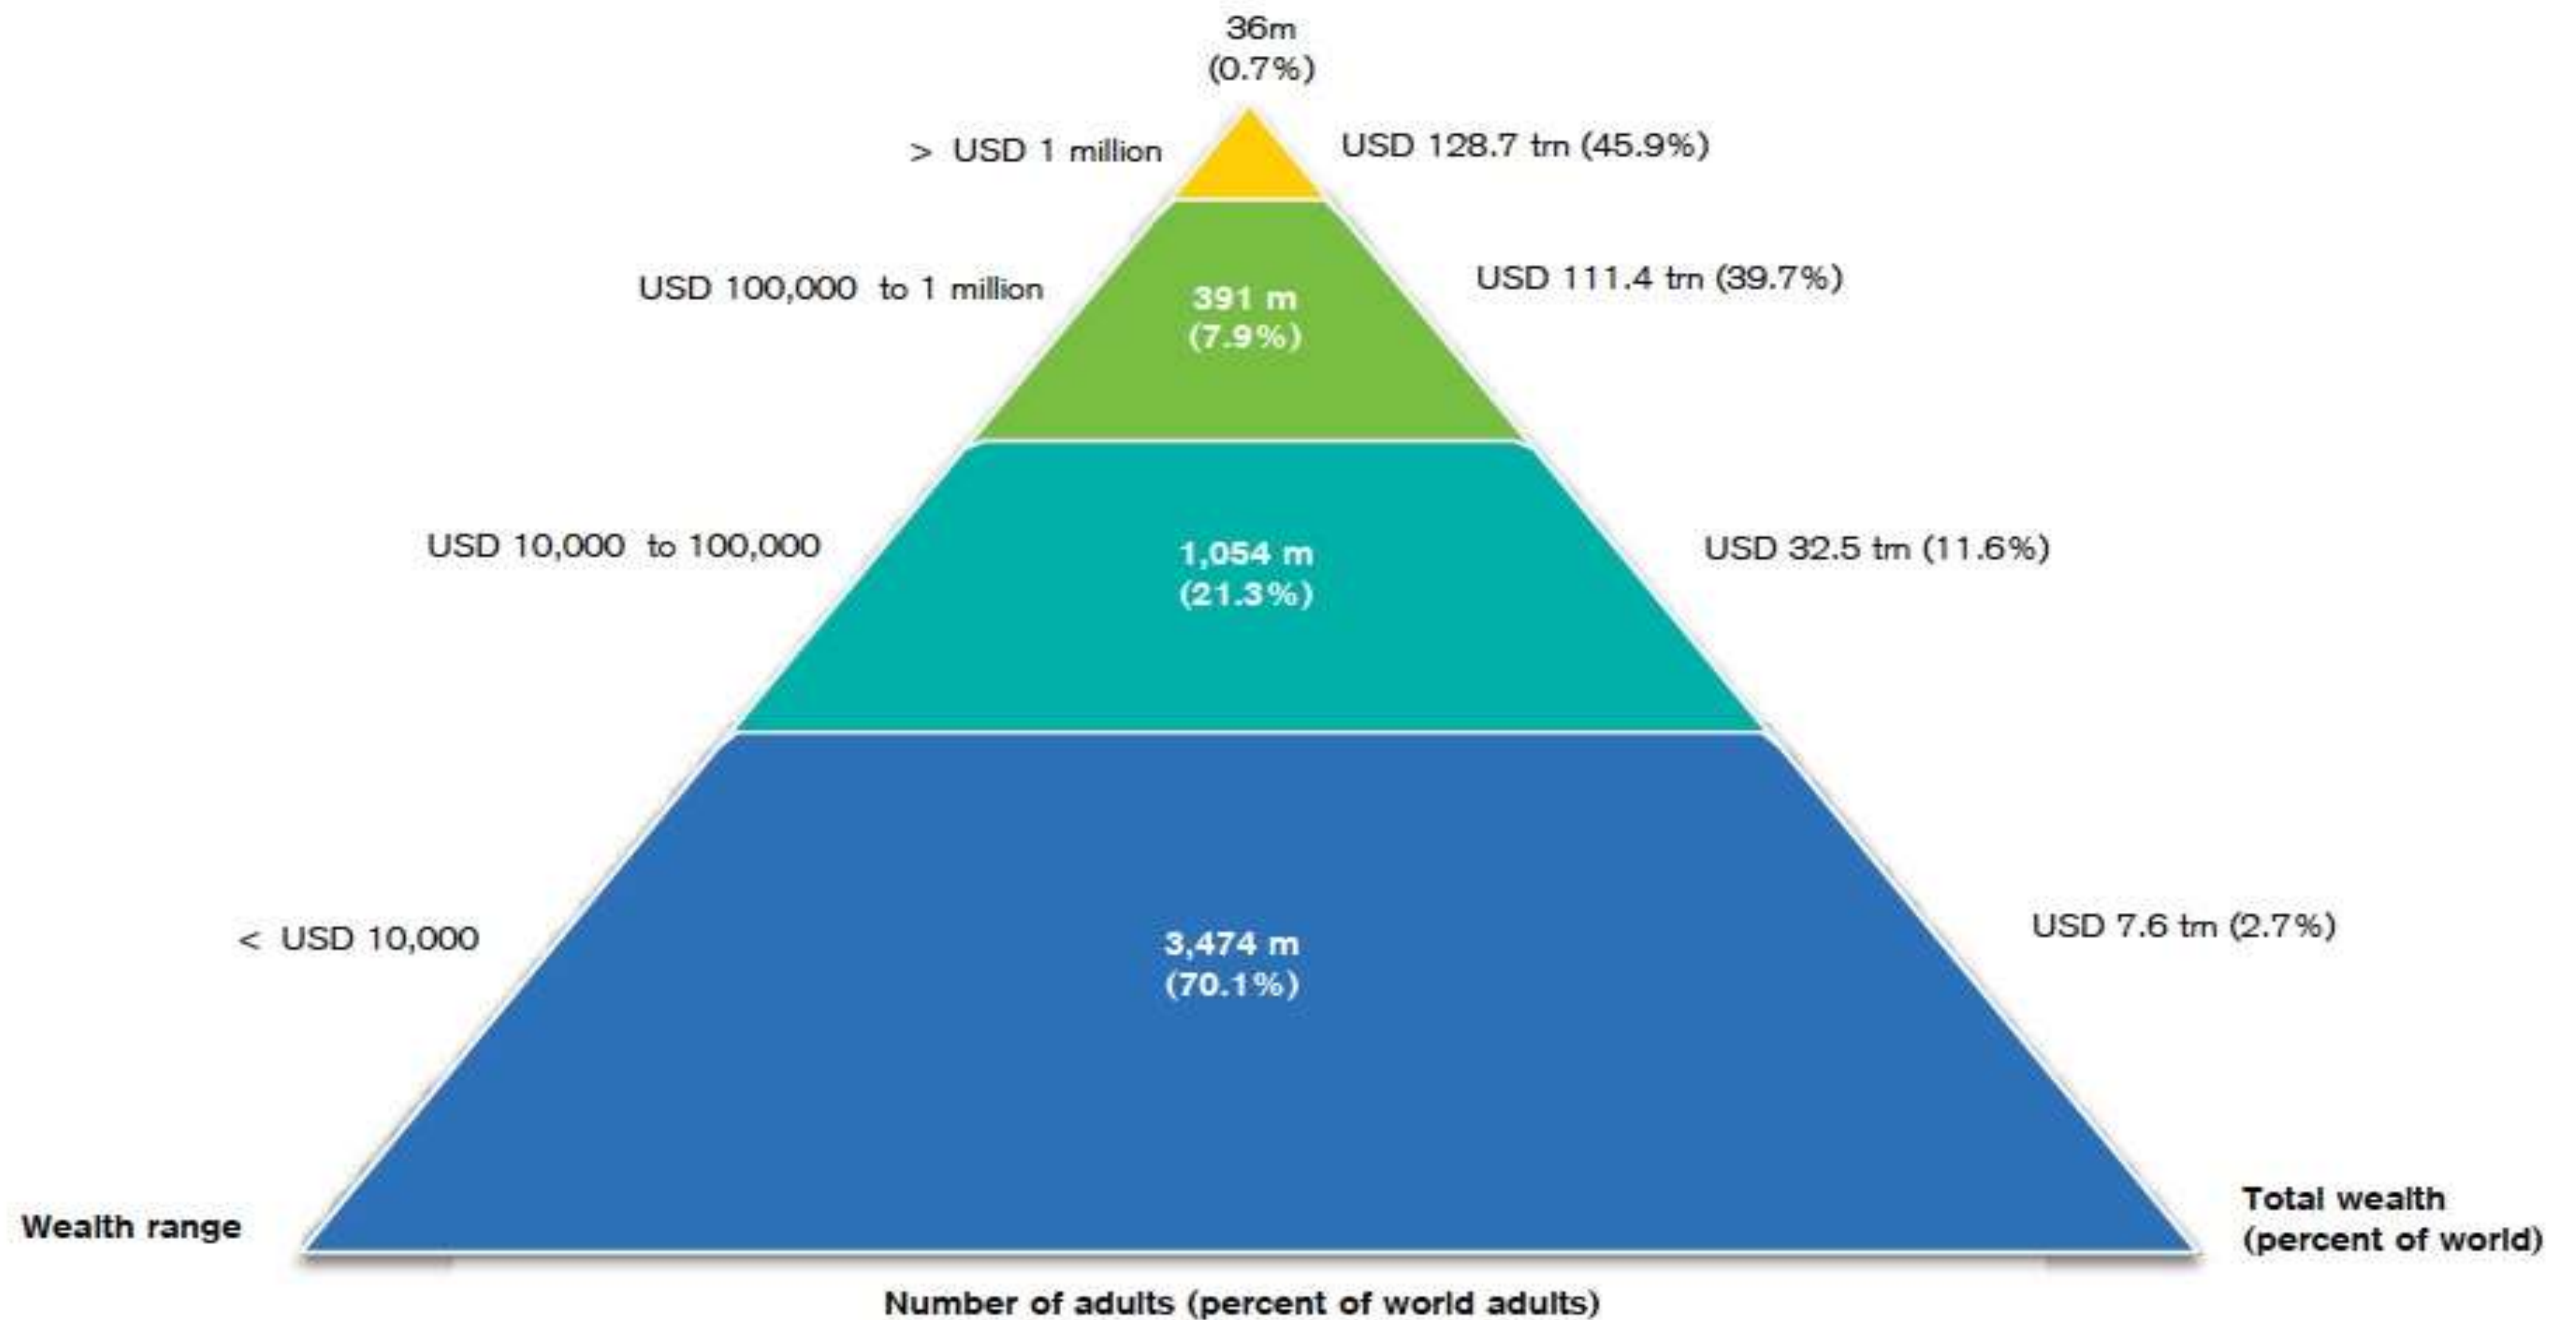 36m
(0.7%)
> USD 1 million
USD 128.7 trn (45.9%)
USD 100,000 to 1 million
391 m
(7.9%)
USD 111.4 trn (39.7%)
USD 10,000 to 100,000
1,054 m
(21.3%)
USD 32.5 trn (11.6%)
< USD 10,000
3,474 m
(70.1%)
USD 7.6 trn (2.7%)
Wealth range
Total wealth
(percent of world)
Number of adults (percent of world adults)